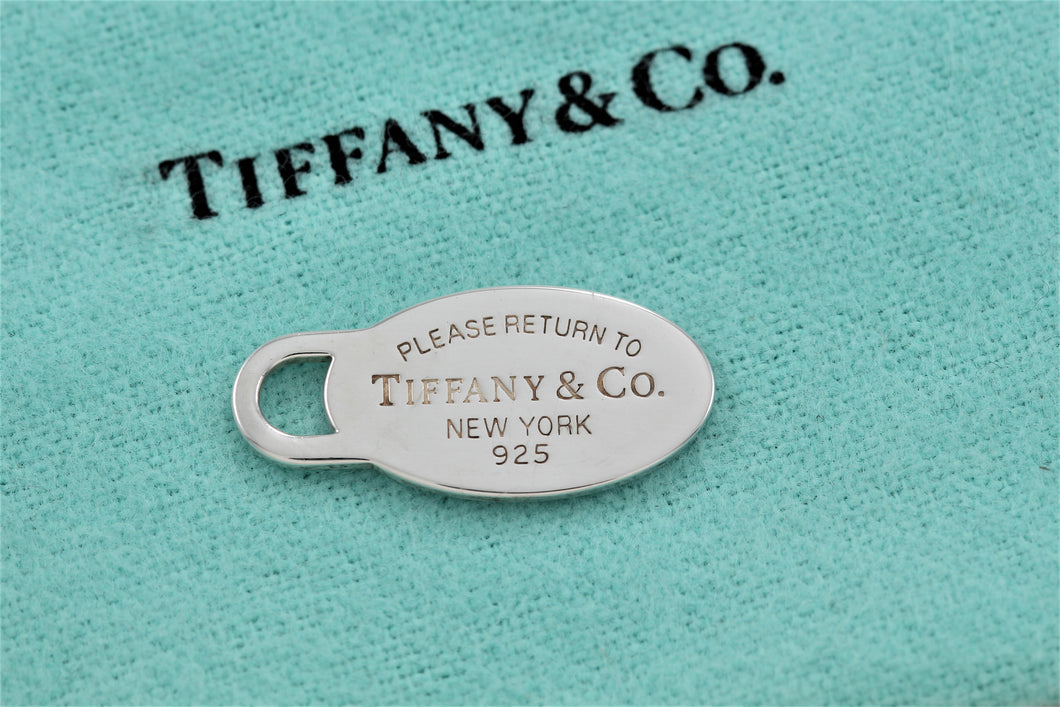 TIFFANY & CO.
PLEASE RETURN TO
TIFFANY & CO.
NEW YORK
925